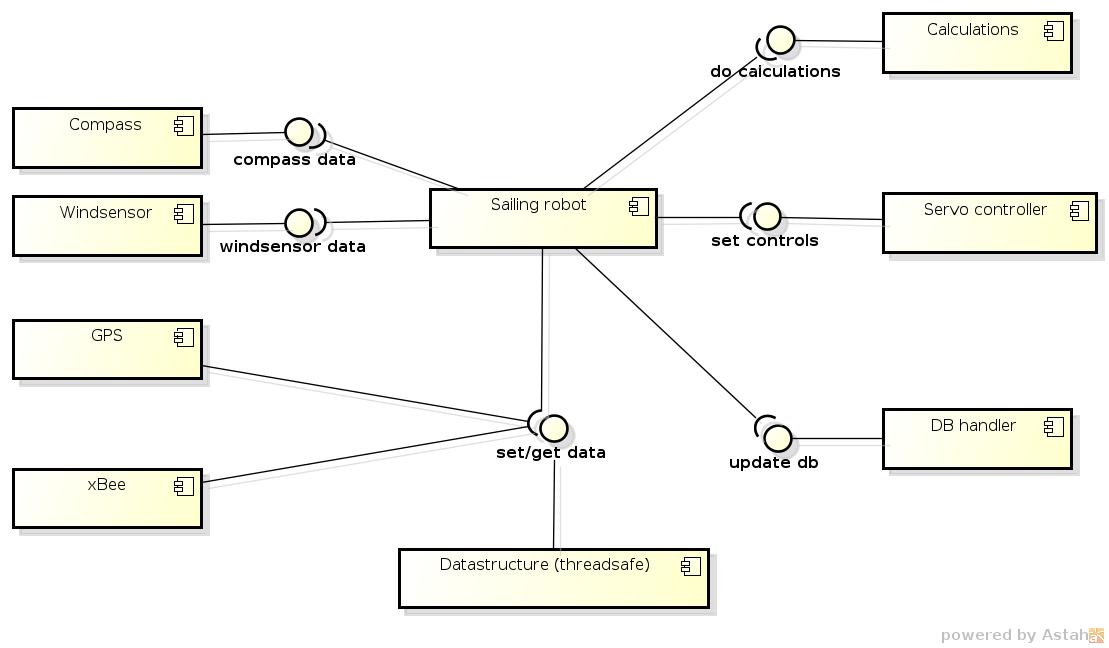 Calculations
do calculations
Compass
compass data
Windsensor
windsensor data
Sailing robot
Servo controller
set controls
GPS
xBee
set/get data
DB handler
update db
Datastructure (threadsafe)
powered by Astah